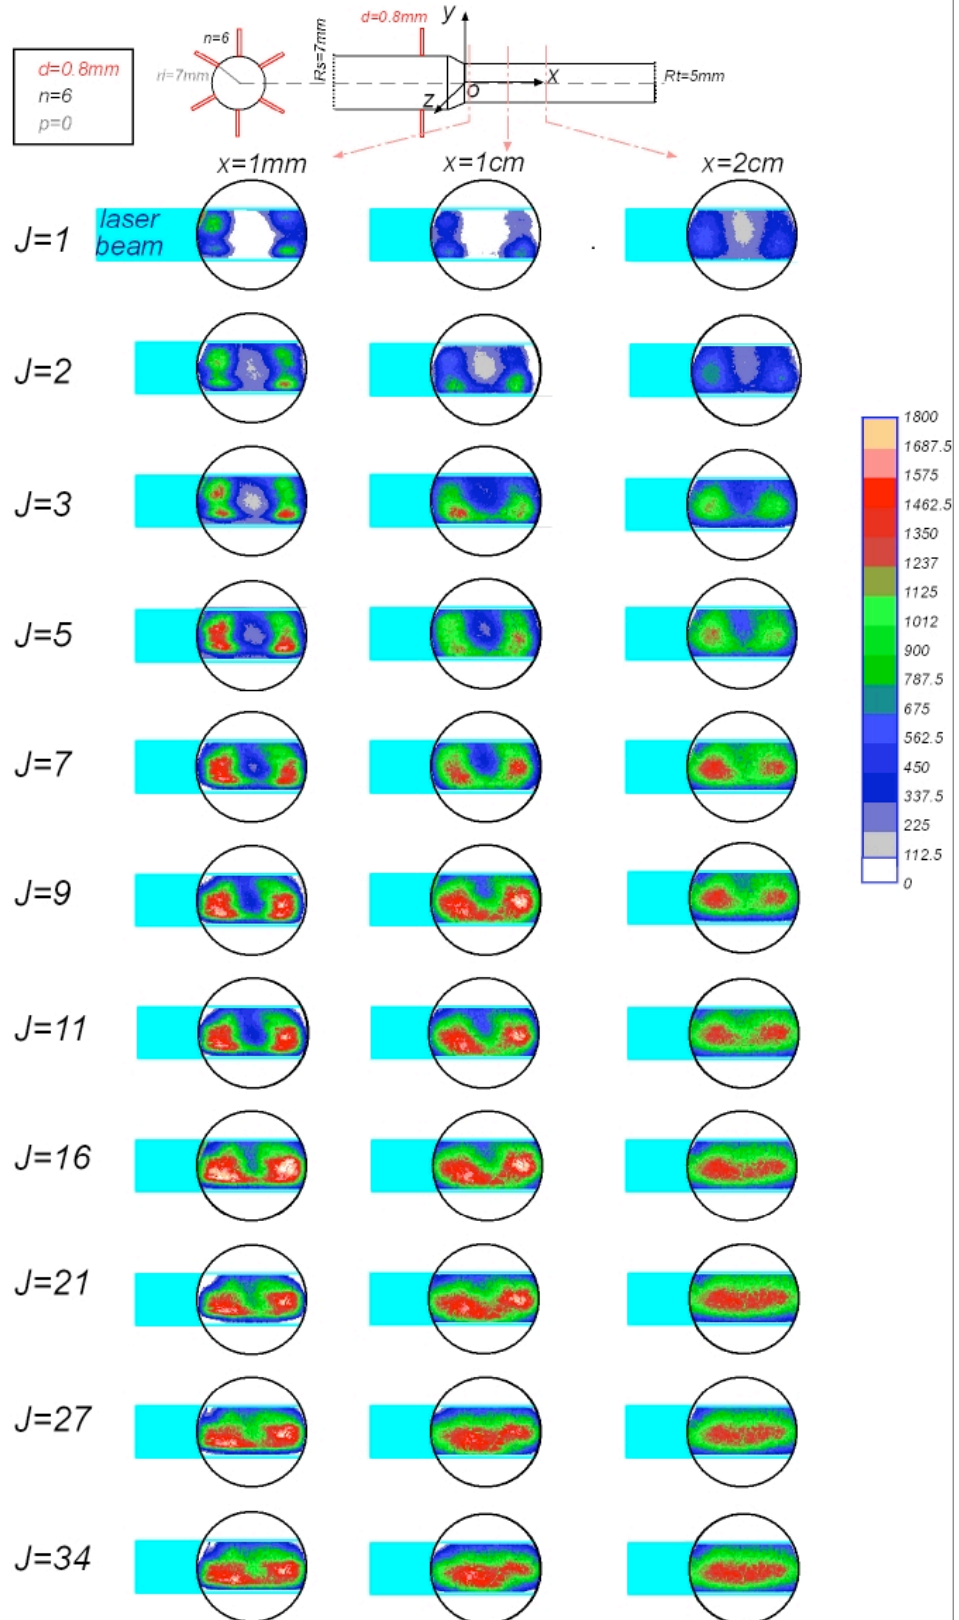 d=0.8mm
n=6
p=0
n=6
ri=7mm
Rs=7mm
d=0.8mm
y
x
o
z
Rt=5mm
x=1mm
x=1cm
x=2cm
J=1
laser
beam
J=2
J=3
J=5
J=7
J=9
J=11
J=16
J=21
J=27
J=34
1800
1687.5
1575
1462.5
1350
1237
1125
1012
900
787.5
675
562.5
450
337.5
225
112.5
0